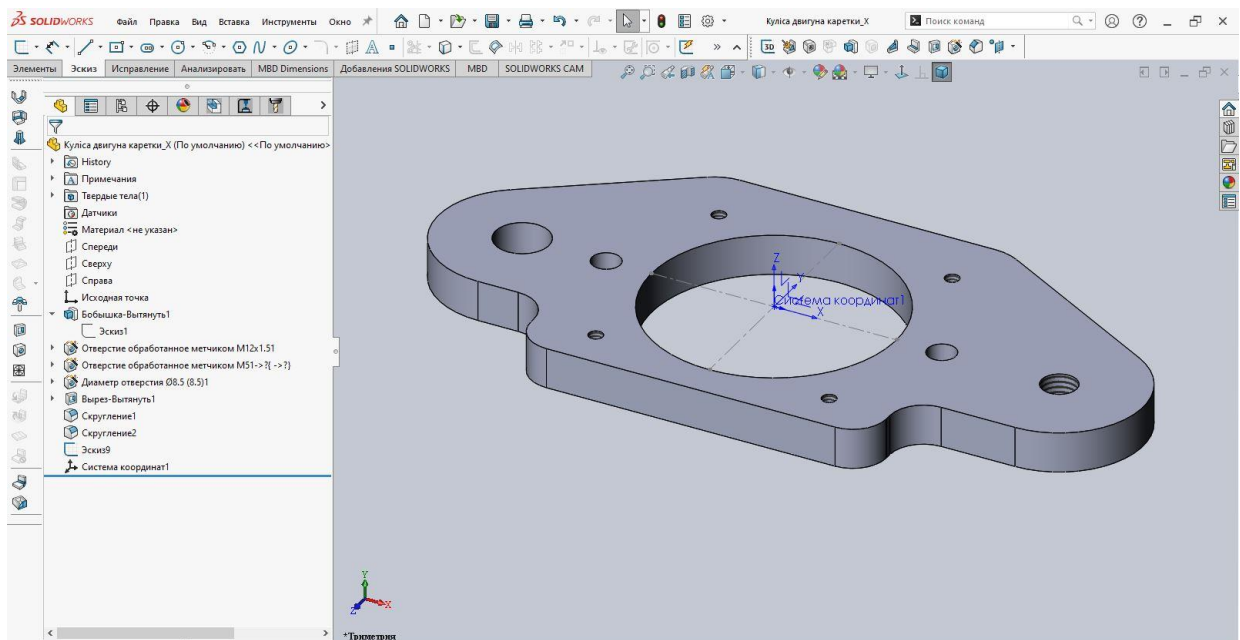 SOLIDWORKS Файл Правка Вид Вставка Инструменты Окно Куліса двигуна каретки_X Поиск команд
Элементы Эскиз Исправление Анализировать MBD Dimensions Добавления SOLIDWORKS MBD SOLIDWORKS CAM
Куліса двигуна каретки_X (По умолчанию) <<По умолчанию>
History
Примечания
Твердые тела(1)
Датчики
Материал <не указан>
Спереди
Сверху
Справа
Исходная точка
Бобышка-Вытянуть1
Эскиз1
Отверстие обработанное метчиком M12x1.51
Отверстие обработанное метчиком M51->?{ ->?}
Диаметр отверстия Ø8.5 (8.5)1
Вырез-Вытянуть1
Скругление1
Скругление2
Эскиз9
Система координат1
Z
Y
Система координат1
X
Y
X
Z
*Триметрия